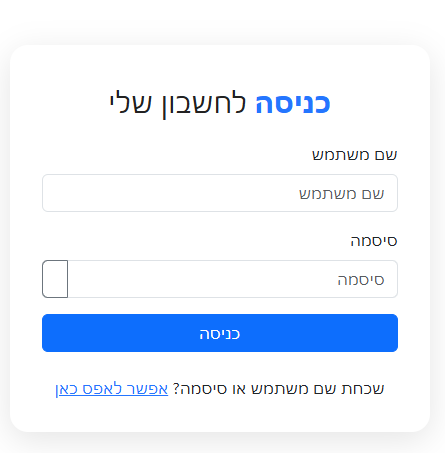 כניסה לחשבון שלי
שם משתמש
שם משתמש
סיסמה
סיסמה
כניסה
שכחת שם משתמש או סיסמה? אפשר לאפס כאן